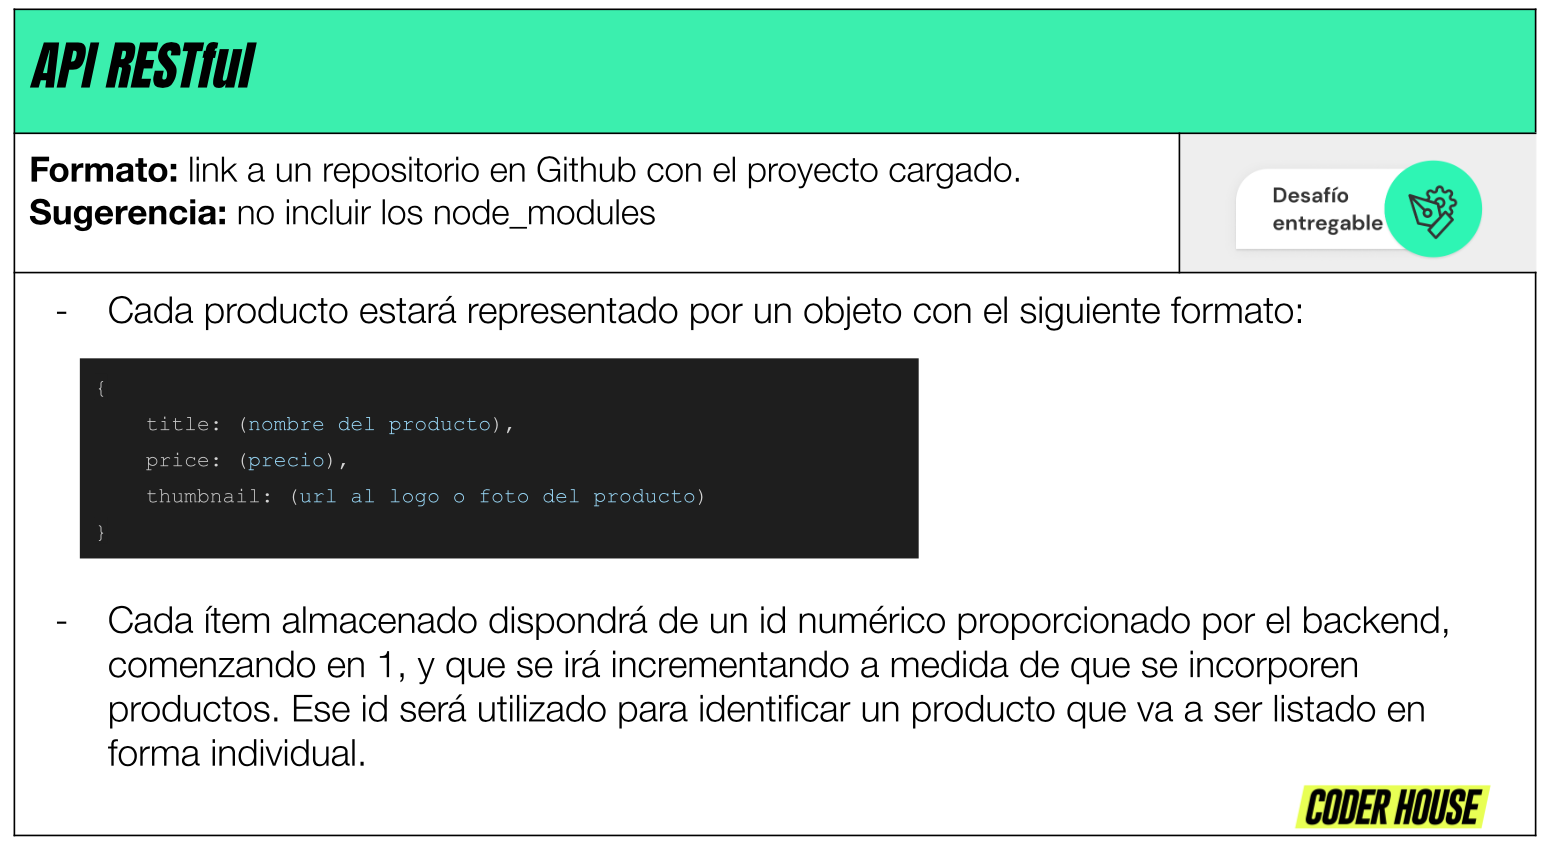 API RESTful
Formato: link a un repositorio en Github con el proyecto cargado.
Sugerencia: no incluir los node_modules
Desafío
entregable
- Cada producto estará representado por un objeto con el siguiente formato:
{
title: (nombre del producto),
price: (precio),
thumbnail: (url al logo o foto del producto)
}
- Cada ítem almacenado dispondrá de un id numérico proporcionado por el backend,
comenzando en 1, y que se irá incrementando a medida de que se incorporen
productos. Ese id será utilizado para identificar un producto que va a ser listado en
forma individual.
CODER HOUSE